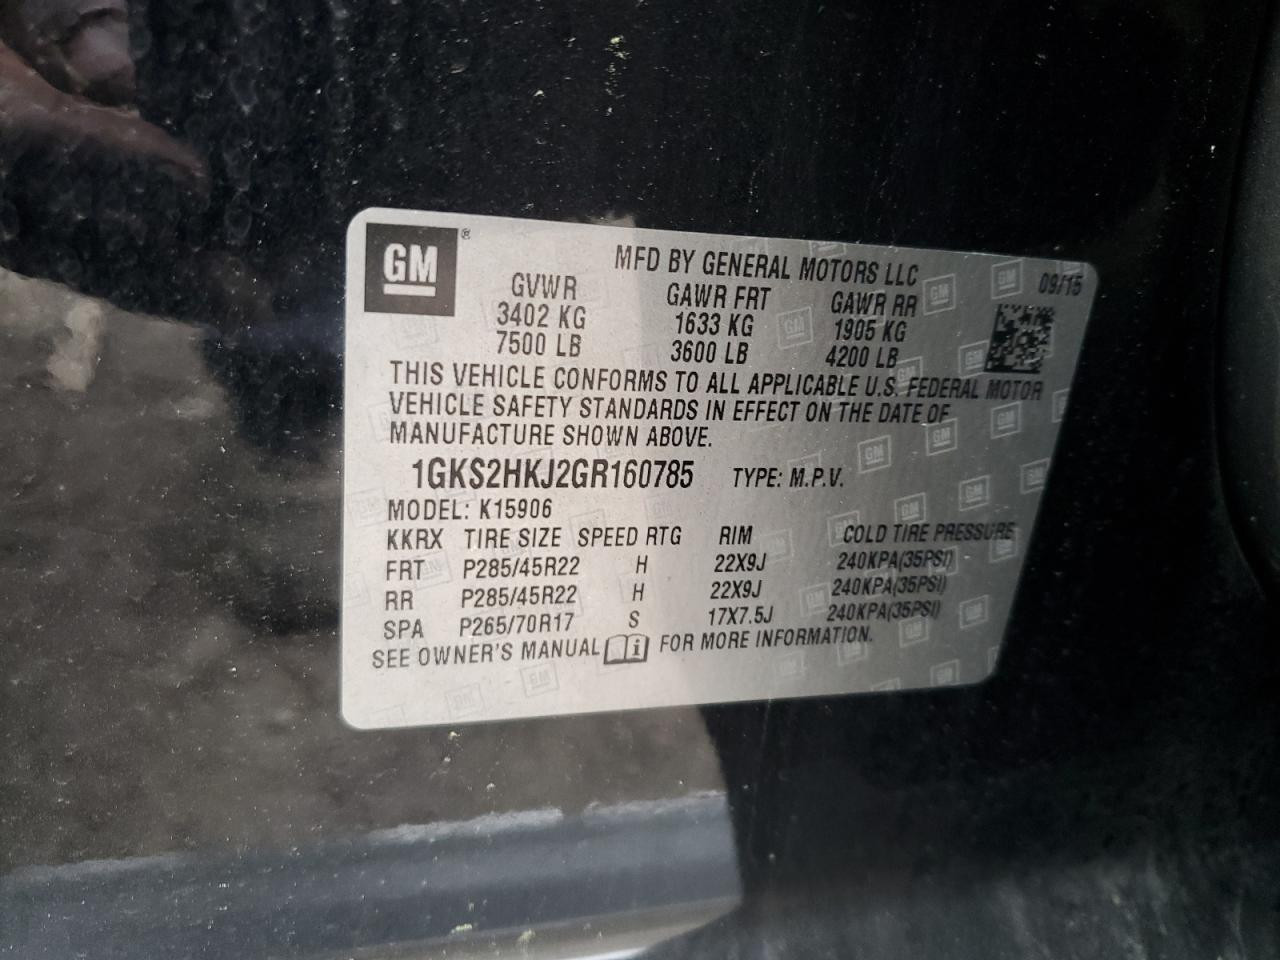 GM®
MFD BY GENERAL MOTORS LLC 09/15
GVWR GAWR FRT GAWR RR
3402 KG 1633 KG 1905 KG
7500 LB 3600 LB 4200 LB
THIS VEHICLE CONFORMS TO ALL APPLICABLE U.S. FEDERAL MOTOR
VEHICLE SAFETY STANDARDS IN EFFECT ON THE DATE OF
MANUFACTURE SHOWN ABOVE.
1GKS2HKJ2GR160785 TYPE: M.P.V.
MODEL: K15906
KKRX TIRE SIZE SPEED RTG RIM COLD TIRE PRESSURE
FRT P285/45R22 H 22X9J 240KPA(35PSI)
RR P285/45R22 H 22X9J 240KPA(35PSI)
SPA P265/70R17 S 17X7.5J 240KPA(35PSI)
SEE OWNER'S MANUAL i FOR MORE INFORMATION.